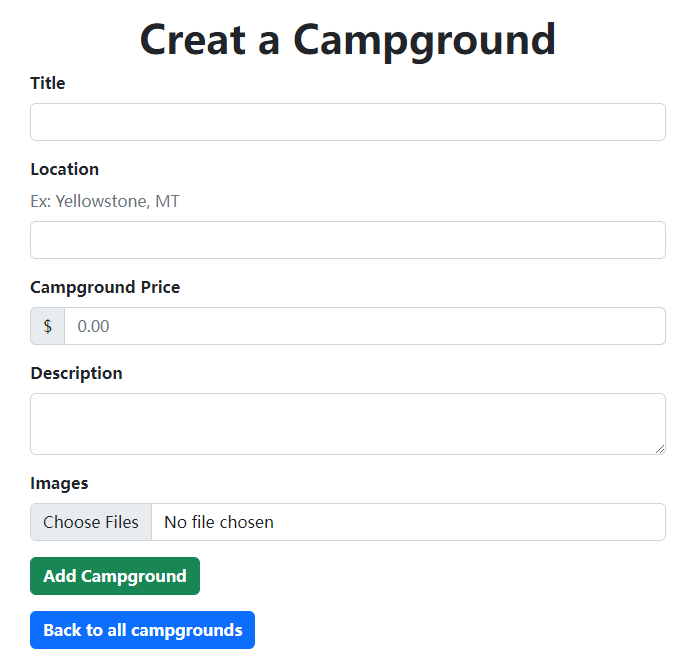 Creat a Campground
Title
Location
Ex: Yellowstone, MT
Campground Price
$ 0.00
Description
Images
Choose Files No file chosen
Add Campground
Back to all campgrounds